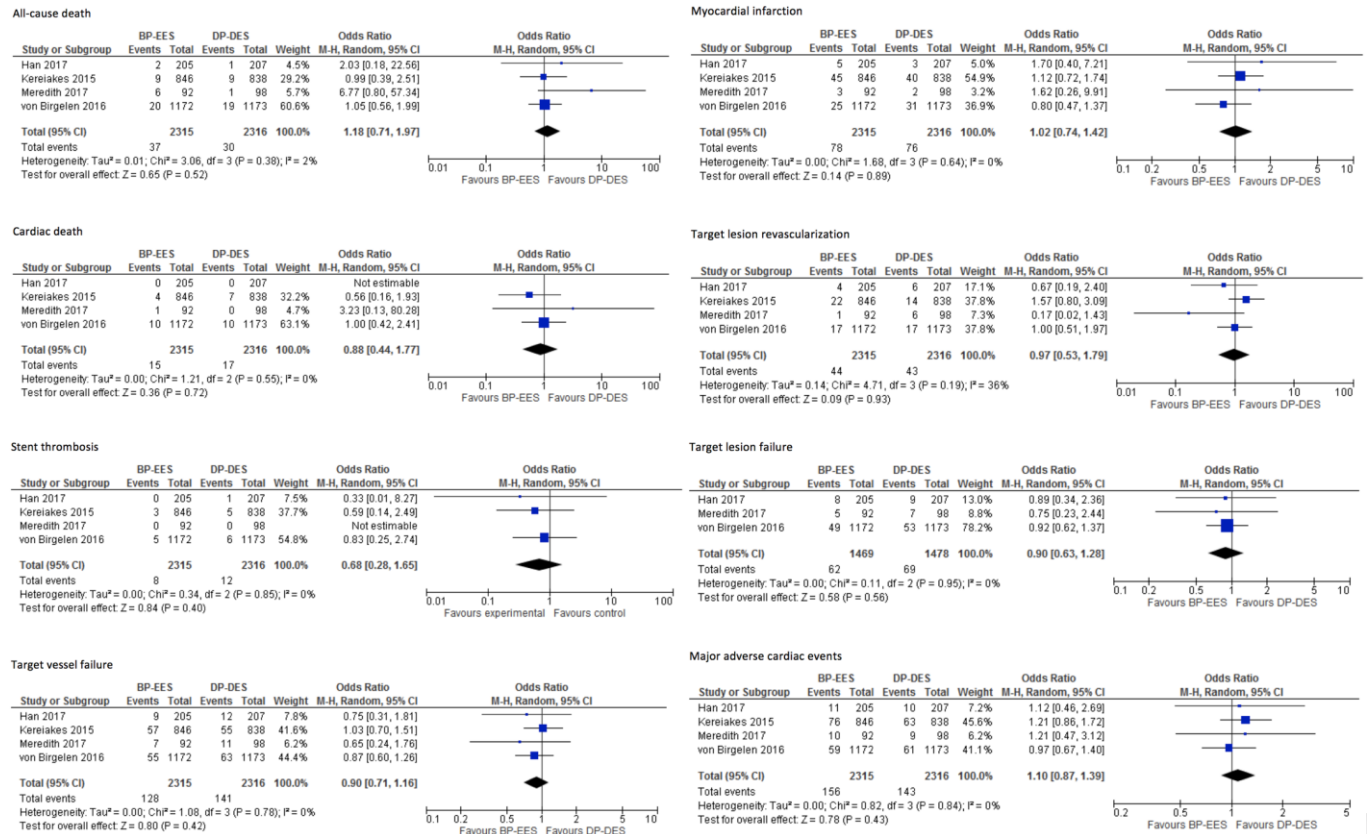 All-cause death
BP-EES DP-DES Odds Ratio Odds Ratio
Study or Subgroup Events Total Events Total Weight M-H, Random, 95% CI M-H, Random, 95% CI
Han 2017 2 205 1 207 4.5% 2.03 [0.18, 22.56]
Kereiakes 2015 9 846 9 838 29.2% 0.99 [0.39, 2.51]
Meredith 2017 6 92 1 98 5.7% 6.77 [0.80, 57.34]
von Birgelen 2016 20 1172 19 1173 60.6% 1.05 [0.56, 1.99]
Total (95% CI) 2315 2316 100.0% 1.18 [0.71, 1.97]
Total events 37 30
Heterogeneity: Tau² = 0.01; Chi² = 3.06, df = 3 (P = 0.38); I² = 2%
Test for overall effect: Z = 0.65 (P = 0.52)
0.01 0.1 1 10 100
Favours BP-EES Favours DP-DES
Cardiac death
BP-EES DP-DES Odds Ratio Odds Ratio
Study or Subgroup Events Total Events Total Weight M-H, Random, 95% CI M-H, Random, 95% CI
Han 2017 0 205 0 207 Not estimable
Kereiakes 2015 4 846 7 838 32.2% 0.56 [0.16, 1.93]
Meredith 2017 1 92 0 98 4.7% 3.23 [0.13, 80.28]
von Birgelen 2016 10 1172 10 1173 63.1% 1.00 [0.42, 2.41]
Total (95% CI) 2315 2316 100.0% 0.88 [0.44, 1.77]
Total events 15 17
Heterogeneity: Tau² = 0.00; Chi² = 1.21, df = 2 (P = 0.55); I² = 0%
Test for overall effect: Z = 0.36 (P = 0.72)
0.01 0.1 1 10 100
Favours BP-EES Favours DP-DES
Stent thrombosis
BP-EES DP-DES Odds Ratio Odds Ratio
Study or Subgroup Events Total Events Total Weight M-H, Random, 95% CI M-H, Random, 95% CI
Han 2017 0 205 1 207 7.5% 0.33 [0.01, 8.27]
Kereiakes 2015 3 846 5 838 37.7% 0.59 [0.14, 2.49]
Meredith 2017 0 92 0 98 Not estimable
von Birgelen 2016 5 1172 6 1173 54.8% 0.83 [0.25, 2.74]
Total (95% CI) 2315 2316 100.0% 0.68 [0.28, 1.65]
Total events 8 12
Heterogeneity: Tau² = 0.00; Chi² = 0.34, df = 2 (P = 0.85); I² = 0%
Test for overall effect: Z = 0.84 (P = 0.40)
0.01 0.1 1 10 100
Favours experimental Favours control
Target vessel failure
BP-EES DP-DES Odds Ratio Odds Ratio
Study or Subgroup Events Total Events Total Weight M-H, Random, 95% CI M-H, Random, 95% CI
Han 2017 9 205 12 207 7.8% 0.75 [0.31, 1.81]
Kereiakes 2015 57 846 55 838 41.6% 1.03 [0.70, 1.51]
Meredith 2017 7 92 11 98 6.2% 0.65 [0.24, 1.76]
von Birgelen 2016 55 1172 63 1173 44.4% 0.87 [0.60, 1.26]
Total (95% CI) 2315 2316 100.0% 0.90 [0.71, 1.16]
Total events 128 141
Heterogeneity: Tau² = 0.00; Chi² = 1.08, df = 3 (P = 0.78); I² = 0%
Test for overall effect: Z = 0.80 (P = 0.42)
0.1 0.2 0.5 1 2 5 10
Favours BP-EES Favours DP-DES
Myocardial infarction
BP-EES DP-DES Odds Ratio Odds Ratio
Study or Subgroup Events Total Events Total Weight M-H, Random, 95% CI M-H, Random, 95% CI
Han 2017 5 205 3 207 5.0% 1.70 [0.40, 7.21]
Kereiakes 2015 45 846 40 838 54.9% 1.12 [0.72, 1.74]
Meredith 2017 3 92 2 98 3.2% 1.62 [0.26, 9.91]
von Birgelen 2016 25 1172 31 1173 36.9% 0.80 [0.47, 1.37]
Total (95% CI) 2315 2316 100.0% 1.02 [0.74, 1.42]
Total events 78 76
Heterogeneity: Tau² = 0.00; Chi² = 1.68, df = 3 (P = 0.64); I² = 0%
Test for overall effect: Z = 0.14 (P = 0.89)
0.1 0.2 0.5 1 2 5 10
Favours BP-EES Favours DP-DES
Target lesion revascularization
BP-EES DP-DES Odds Ratio Odds Ratio
Study or Subgroup Events Total Events Total Weight M-H, Random, 95% CI M-H, Random, 95% CI
Han 2017 4 205 6 207 17.1% 0.67 [0.19, 2.40]
Kereiakes 2015 22 846 14 838 37.8% 1.57 [0.80, 3.09]
Meredith 2017 1 92 6 98 7.3% 0.17 [0.02, 1.43]
von Birgelen 2016 17 1172 17 1173 37.8% 1.00 [0.51, 1.97]
Total (95% CI) 2315 2316 100.0% 0.97 [0.53, 1.79]
Total events 44 43
Heterogeneity: Tau² = 0.14; Chi² = 4.71, df = 3 (P = 0.19); I² = 36%
Test for overall effect: Z = 0.09 (P = 0.93)
0.01 0.1 1 10 100
Favours BP-EES Favours DP-DES
Target lesion failure
BP-EES DP-DES Odds Ratio Odds Ratio
Study or Subgroup Events Total Events Total Weight M-H, Random, 95% CI M-H, Random, 95% CI
Han 2017 8 205 9 207 13.0% 0.89 [0.34, 2.36]
Meredith 2017 5 92 7 98 8.8% 0.75 [0.23, 2.44]
von Birgelen 2016 49 1172 53 1173 78.2% 0.92 [0.62, 1.37]
Total (95% CI) 1469 1478 100.0% 0.90 [0.63, 1.28]
Total events 62 69
Heterogeneity: Tau² = 0.00; Chi² = 0.11, df = 2 (P = 0.95); I² = 0%
Test for overall effect: Z = 0.58 (P = 0.56)
0.1 0.2 0.5 1 2 5 10
Favours BP-EES Favours DP-DES
Major adverse cardiac events
BP-EES DP-DES Odds Ratio Odds Ratio
Study or Subgroup Events Total Events Total Weight M-H, Random, 95% CI M-H, Random, 95% CI
Han 2017 11 205 10 207 7.2% 1.12 [0.46, 2.69]
Kereiakes 2015 76 846 63 838 45.6% 1.21 [0.86, 1.72]
Meredith 2017 10 92 9 98 6.1% 1.21 [0.47, 3.12]
von Birgelen 2016 59 1172 61 1173 41.1% 0.97 [0.67, 1.40]
Total (95% CI) 2315 2316 100.0% 1.10 [0.87, 1.39]
Total events 156 143
Heterogeneity: Tau² = 0.00; Chi² = 0.82, df = 3 (P = 0.84); I² = 0%
Test for overall effect: Z = 0.78 (P = 0.43)
0.2 0.5 1 2 5
Favours BP-EES Favours DP-DES